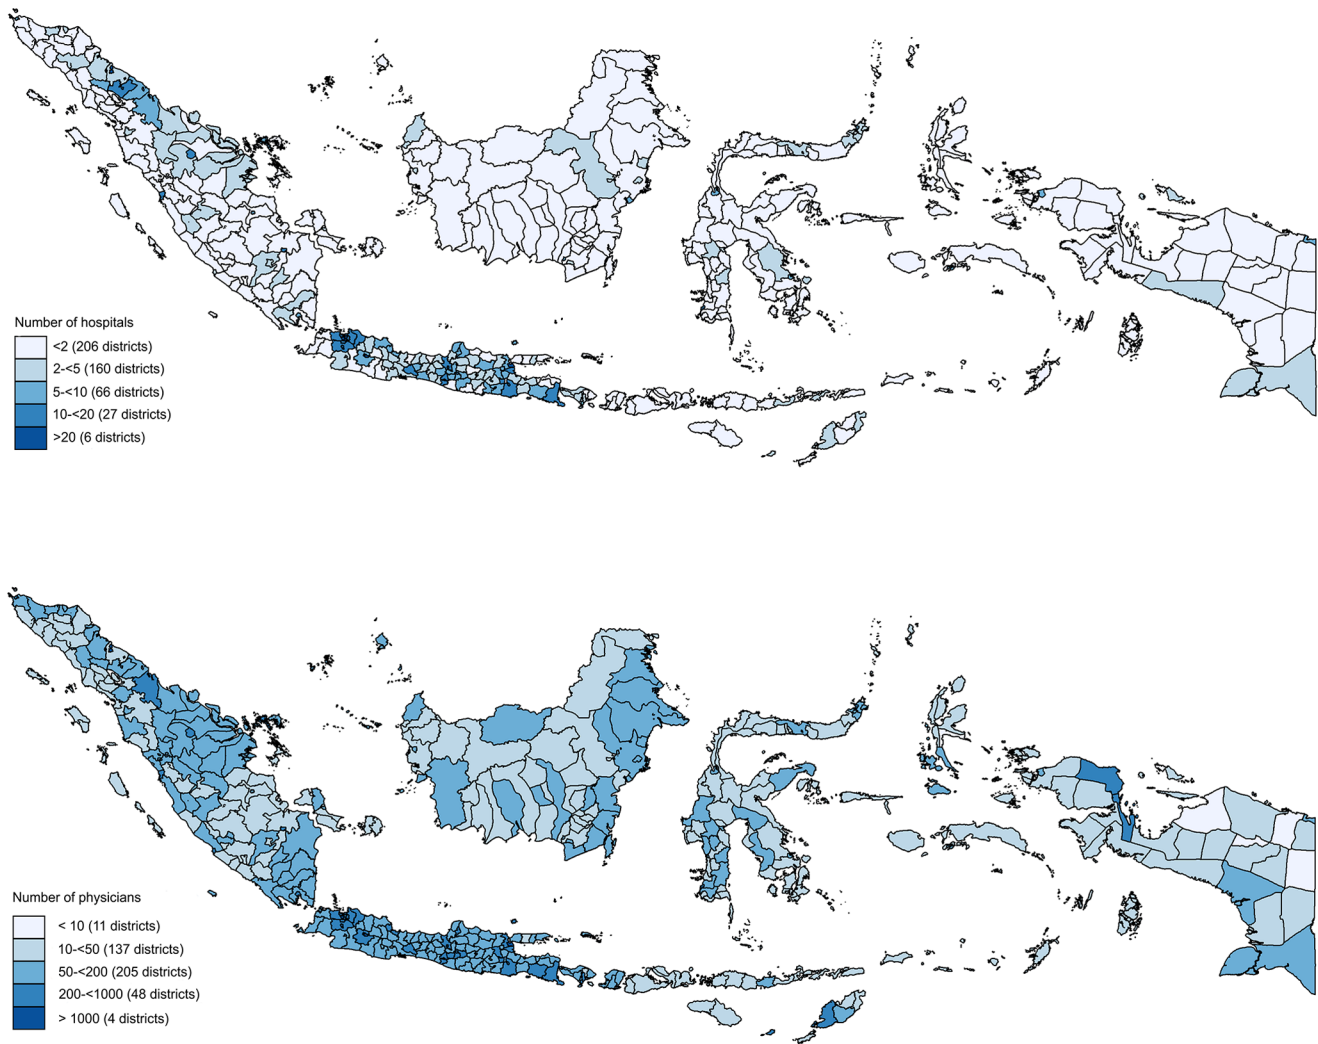 Number of hospitals
<2 (206 districts)
2-<5 (160 districts)
5-<10 (66 districts)
10-<20 (27 districts)
>20 (6 districts)
Number of physicians
< 10 (11 districts)
10-<50 (137 districts)
50-<200 (205 districts)
200-<1000 (48 districts)
> 1000 (4 districts)